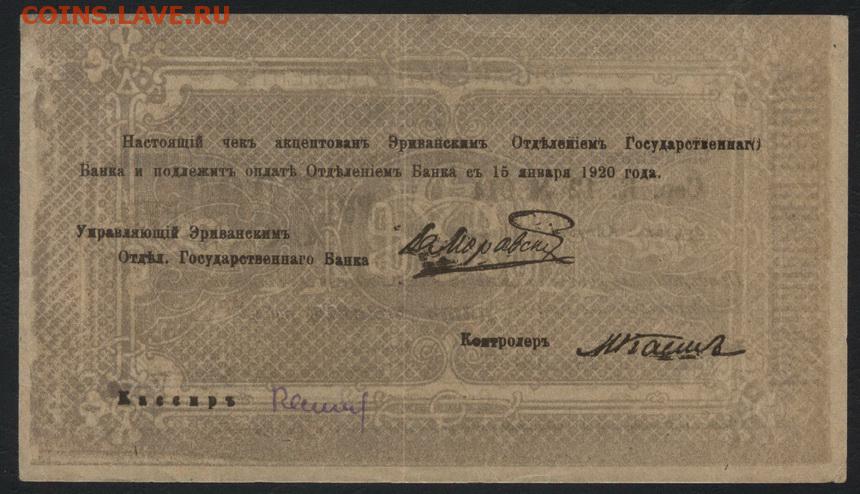 COINS.LAVE.RU
Настоящій чекъ акцептованъ Эриванскимъ Отдѣленіемъ Государственнаго
Банка и подлежитъ оплатѣ Отдѣленіемъ Банка съ 15 января 1920 года.
Управляющій Эриванскимъ
Отдѣл. Государственнаго Банка
Контролеръ
Кассиръ